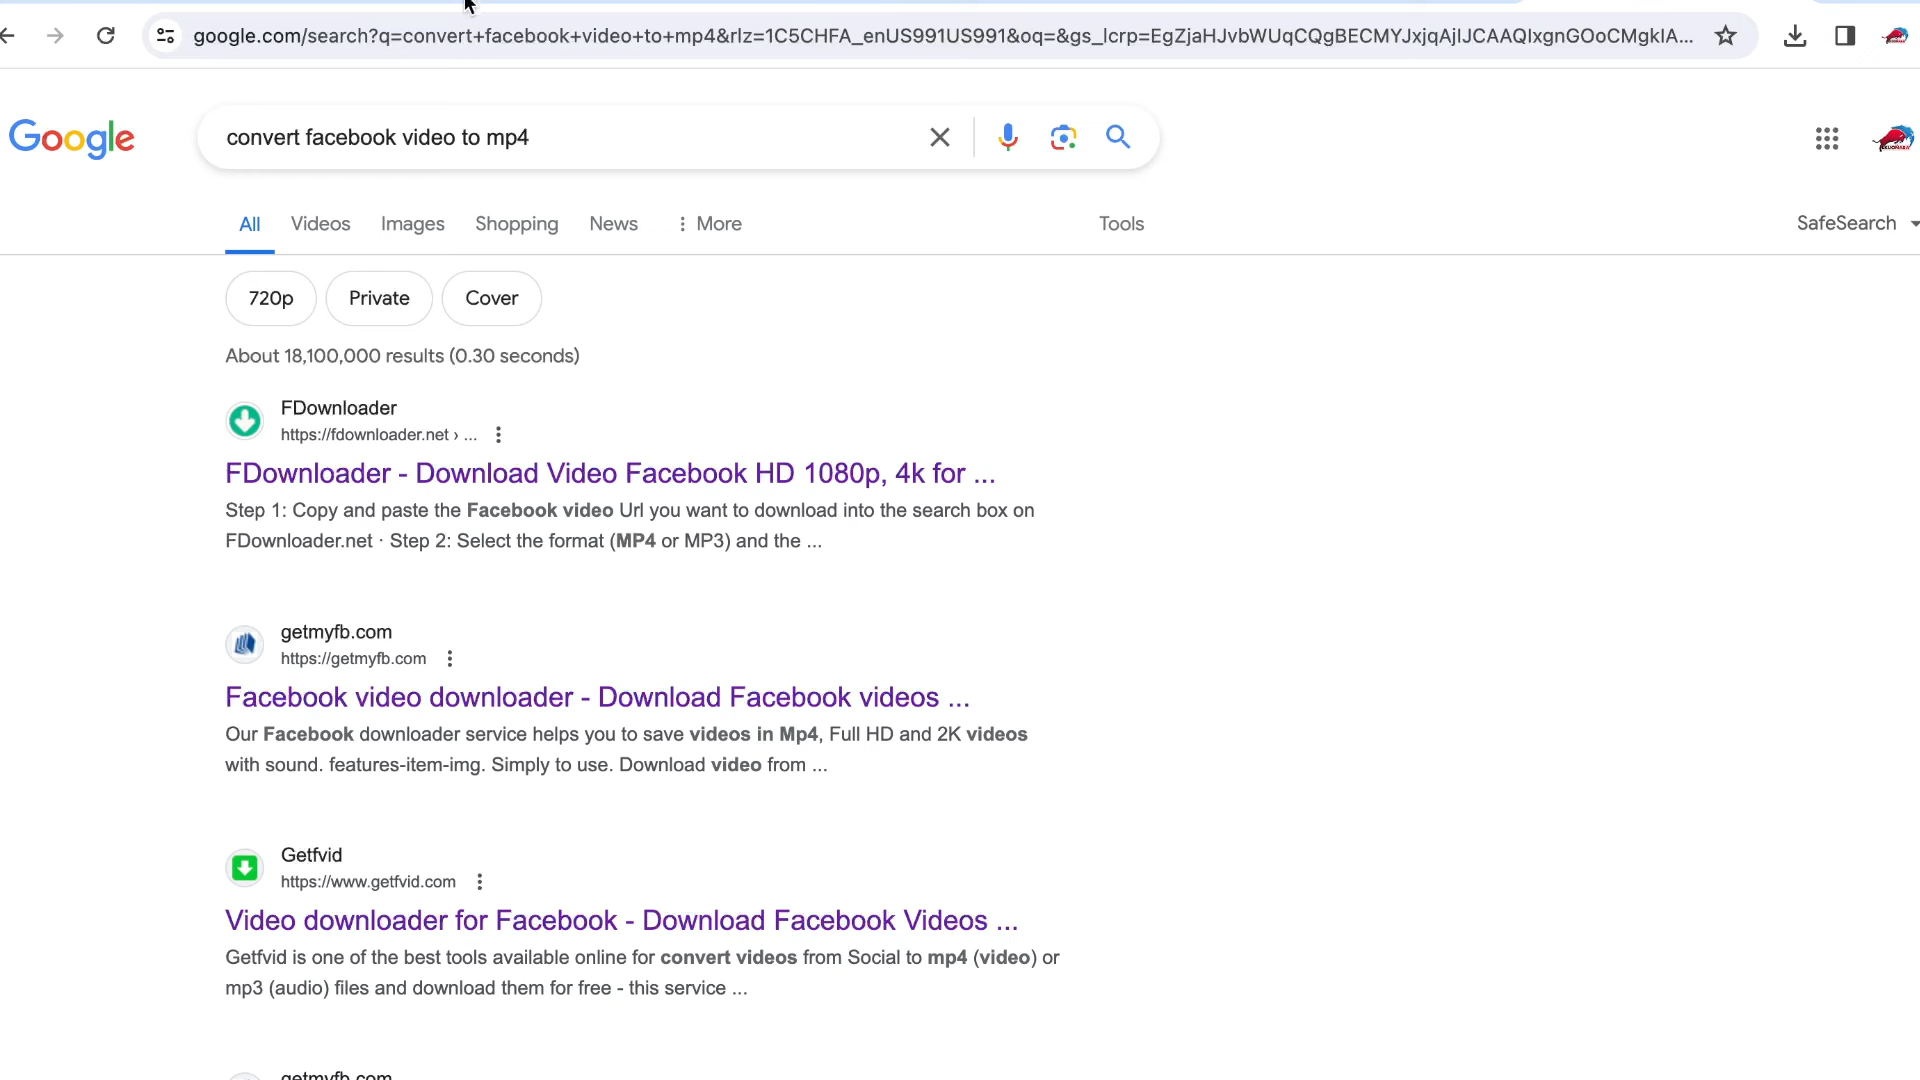 google.com/search?q=convert+facebook+video+to+mp4&rlz=1C5CHFA_enUS991US991&oq=&gs_lcrp=EgZjaHJvbWUqCQgBECMYJxjqAjIJCAAQIxgnGOoCMgkIA...
Google
convert facebook video to mp4
All Videos Images Shopping News More Tools SafeSearch
720p Private Cover
About 18,100,000 results (0.30 seconds)
FDownloader
https://fdownloader.net › ...
FDownloader - Download Video Facebook HD 1080p, 4k for ...
Step 1: Copy and paste the Facebook video Url you want to download into the search box on
FDownloader.net · Step 2: Select the format (MP4 or MP3) and the ...
getmyfb.com
https://getmyfb.com
Facebook video downloader - Download Facebook videos ...
Our Facebook downloader service helps you to save videos in Mp4, Full HD and 2K videos
with sound. features-item-img. Simply to use. Download video from ...
Getfvid
https://www.getfvid.com
Video downloader for Facebook - Download Facebook Videos ...
Getfvid is one of the best tools available online for convert videos from Social to mp4 (video) or
mp3 (audio) files and download them for free - this service ...
getmyfb.com